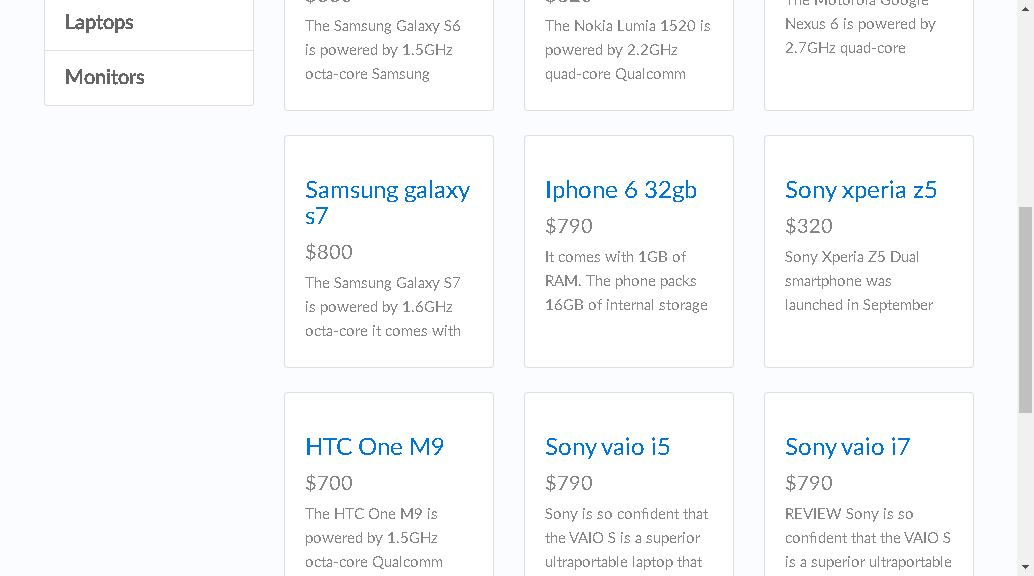 Laptops
Monitors
The Samsung Galaxy S6
is powered by 1.5GHz
octa-core Samsung
The Nokia Lumia 1520 is
powered by 2.2GHz
quad-core Qualcomm
The Motorola Google
Nexus 6 is powered by
2.7GHz quad-core
Samsung galaxy
s7
$800
The Samsung Galaxy S7
is powered by 1.6GHz
octa-core it comes with
Iphone 6 32gb
$790
It comes with 1GB of
RAM. The phone packs
16GB of internal storage
Sony xperia z5
$320
Sony Xperia Z5 Dual
smartphone was
launched in September
HTC One M9
$700
The HTC One M9 is
powered by 1.5GHz
octa-core Qualcomm
Sony vaio i5
$790
Sony is so confident that
the VAIO S is a superior
ultraportable laptop that
Sony vaio i7
$790
REVIEW Sony is so
confident that the VAIO S
is a superior ultraportable